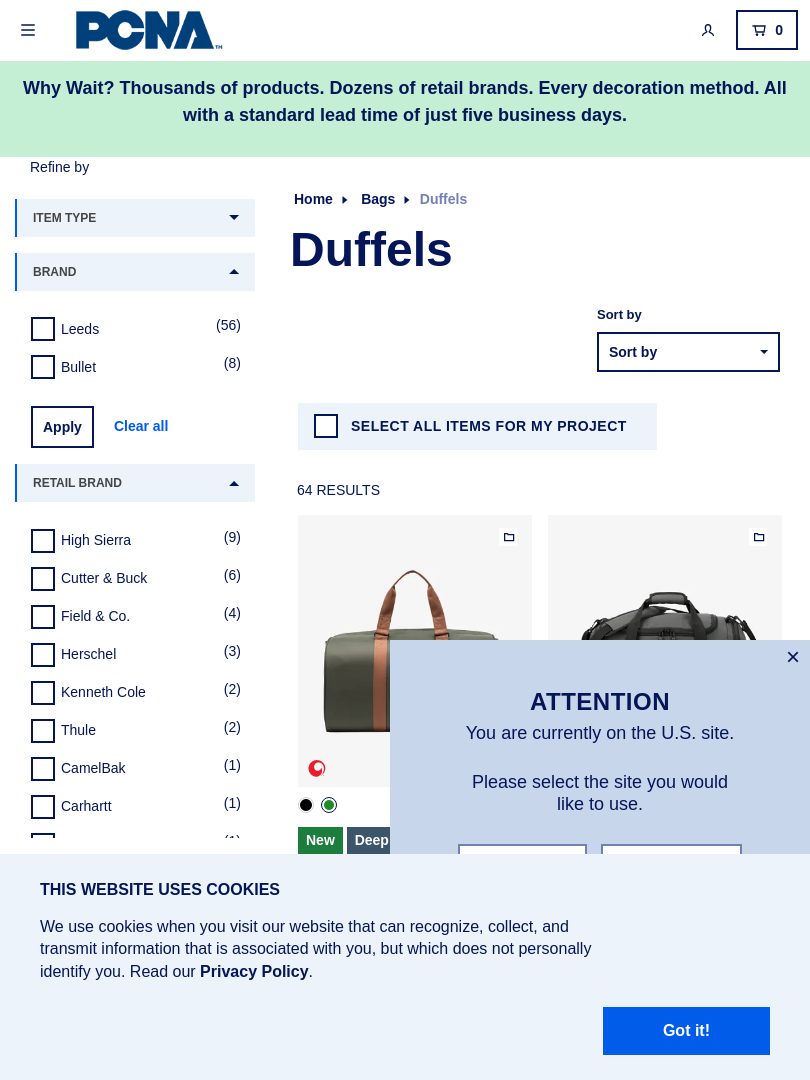 PCNA™
0
Why Wait? Thousands of products. Dozens of retail brands. Every decoration method. All
with a standard lead time of just five business days.
Refine by
Home
Bags
Duffels
ITEM TYPE
Duffels
BRAND
Leeds (56)
Bullet (8)
Sort by
Sort by
Apply
Clear all
SELECT ALL ITEMS FOR MY PROJECT
RETAIL BRAND
64 RESULTS
High Sierra (9)
Cutter & Buck (6)
Field & Co. (4)
Herschel (3)
Kenneth Cole (2)
Thule (2)
CamelBak (1)
Carhartt (1)
New
Deep
×
ATTENTION
You are currently on the U.S. site.
Please select the site you would
like to use.
THIS WEBSITE USES COOKIES
We use cookies when you visit our website that can recognize, collect, and
transmit information that is associated with you, but which does not personally
identify you. Read our Privacy Policy.
Got it!